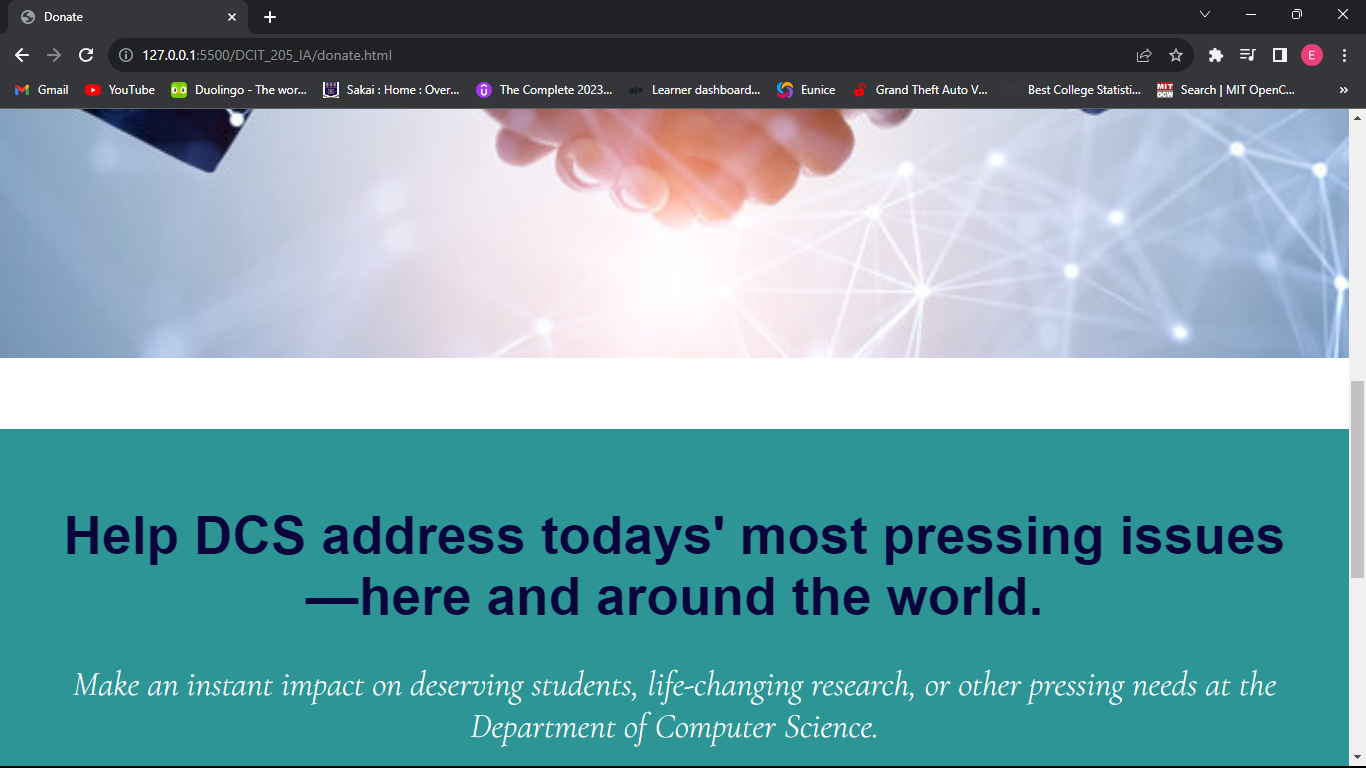 Donate
127.0.0.1:5500/DCIT_205_IA/donate.html
E
Gmail YouTube Duolingo - The wor... Sakai : Home : Over... The Complete 2023... Learner dashboard... Eunice Grand Theft Auto V... Best College Statisti... MIT OCW Search | MIT OpenC... »
Help DCS address todays' most pressing issues
—here and around the world.
Make an instant impact on deserving students, life-changing research, or other pressing needs at the
Department of Computer Science.